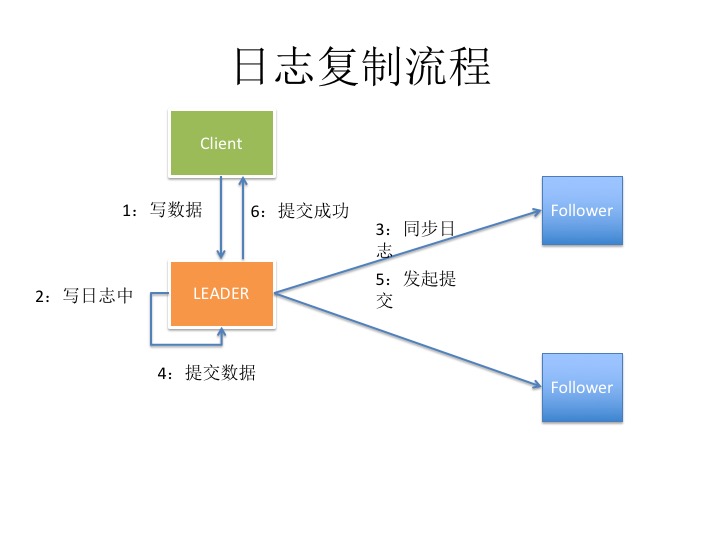 日志复制流程
Client
1：写数据
6：提交成功
Follower
3：同步日
志
5：发起提
交
LEADER
2：写日志中
4：提交数据
Follower